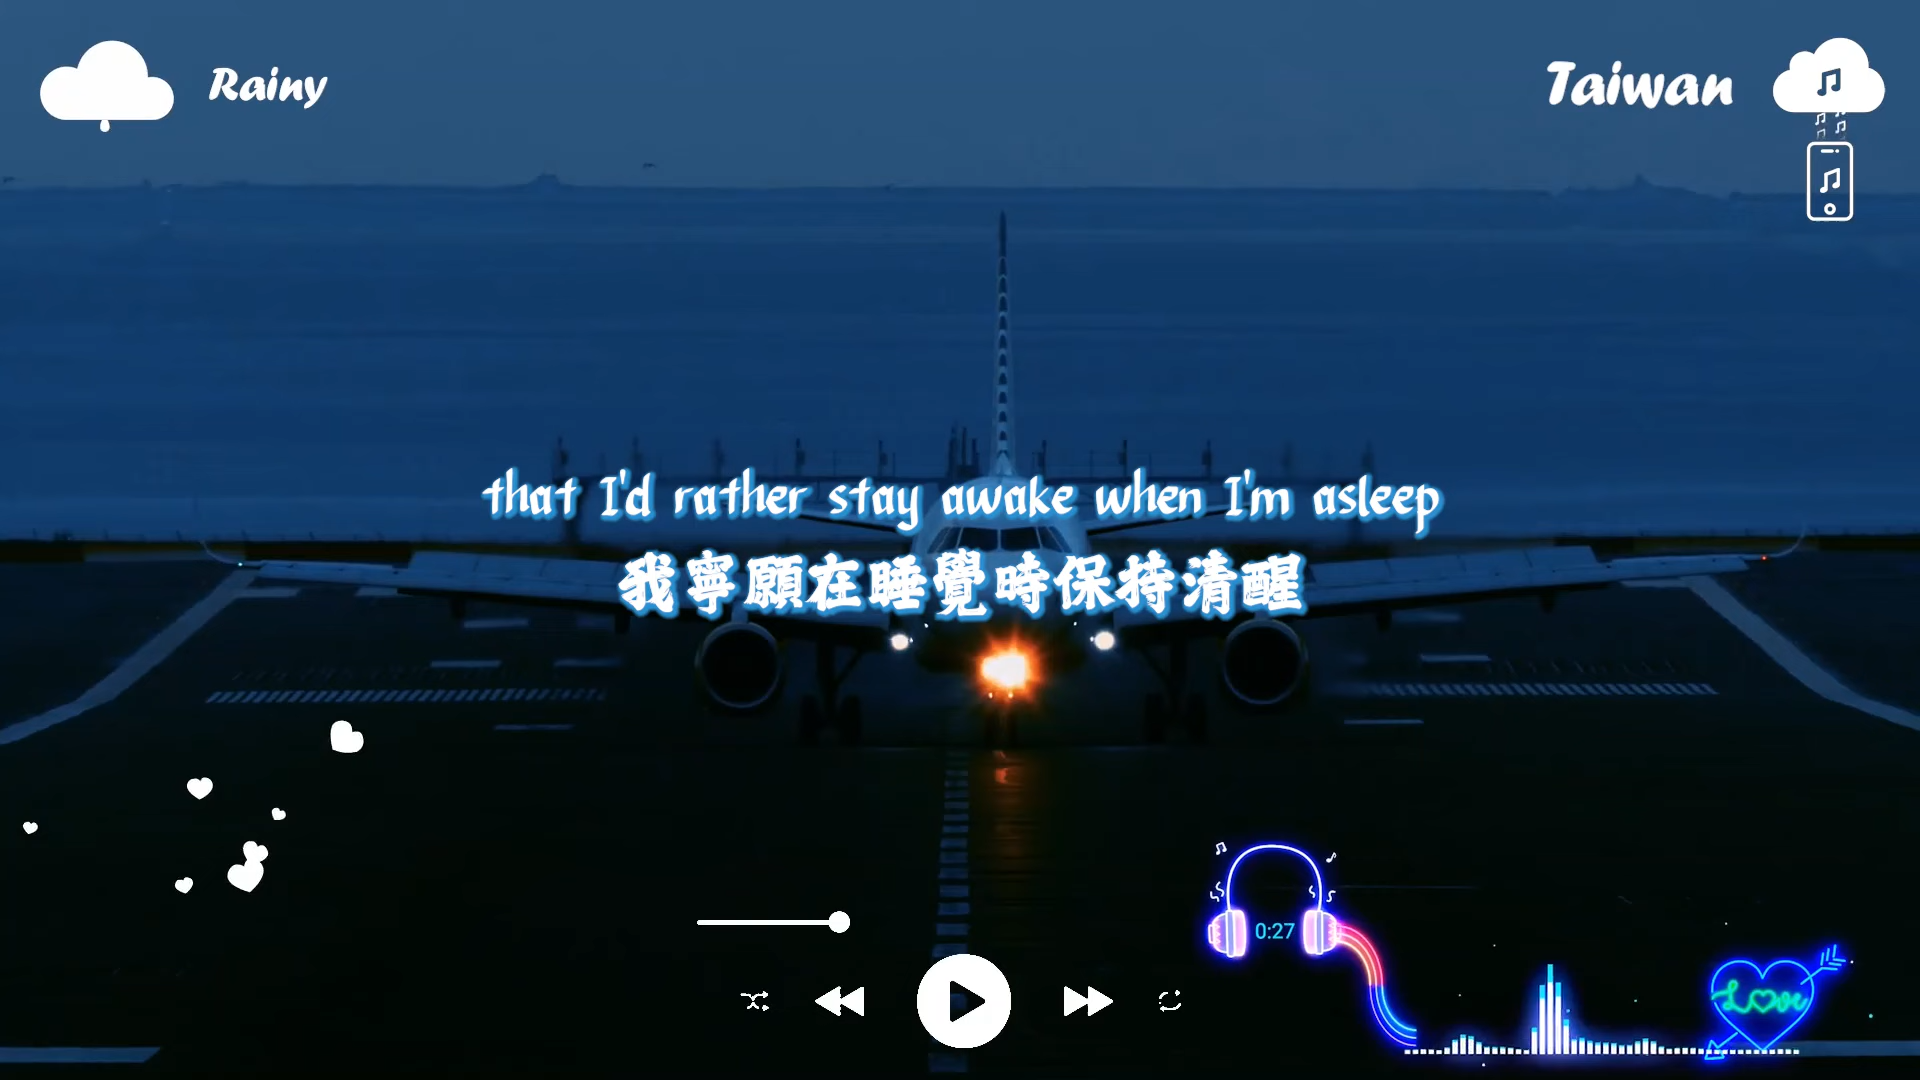 Rainy
Taiwan
that I'd rather stay awake when I'm asleep
我寧願在睡覺時保持清醒
0:27
Love